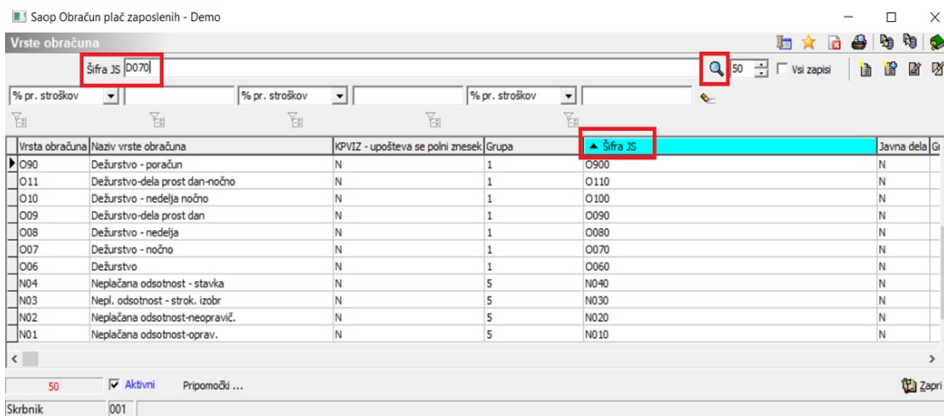 Saop Obračun plač zaposlenih - Demo
Vrste obračuna
Šifra JS D070 50 Vsi zapisi
% pr. stroškov % pr. stroškov % pr. stroškov
Vrsta obračuna Naziv vrste obračuna KPVIZ - upošteva se polni znesek Grupa Šifra JS Javna dela Gr
O90 Dežurstvo - poračun N 1 O900 N
O11 Dežurstvo-dela prost dan-nočno N 1 O110 N
O10 Dežurstvo - nedelja nočno N 1 O100 N
O09 Dežurstvo-dela prost dan N 1 O090 N
O08 Dežurstvo - nedelja N 1 O080 N
O07 Dežurstvo - nočno N 1 O070 N
O06 Dežurstvo N 1 O060 N
N04 Neplačana odsotnost - stavka N 5 N040 N
N03 Nepl. odsotnost - strok. izobr N 5 N030 N
N02 Neplačana odsotnost-neopravič. N 5 N020 N
N01 Neplačana odsotnost-oprav. N 5 N010 N
50 Aktivni Pripomočki ... Zapri
Skrbnik 001